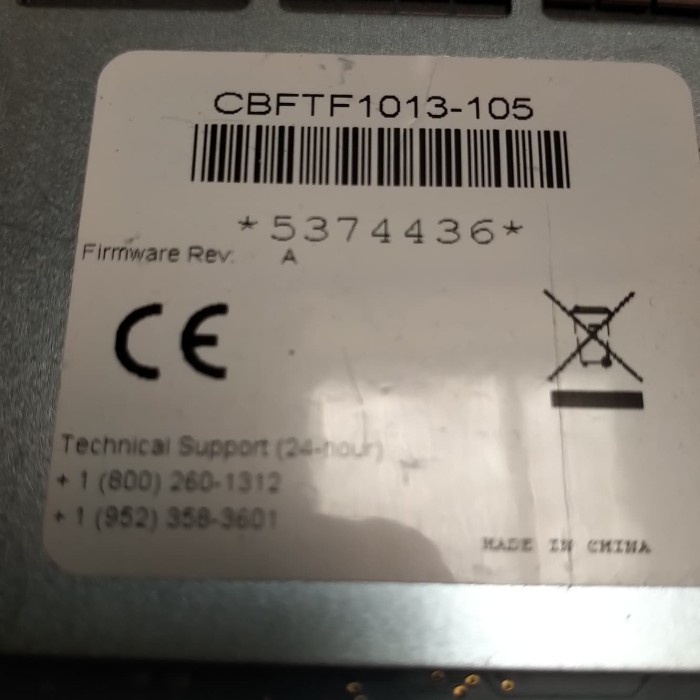 CBFTF1013-105
*5374436*
Firmware Rev: A
CE
Technical Support (24-hour)
+ 1 (800) 260-1312
+ 1 (952) 358-3601
MADE IN CHINA